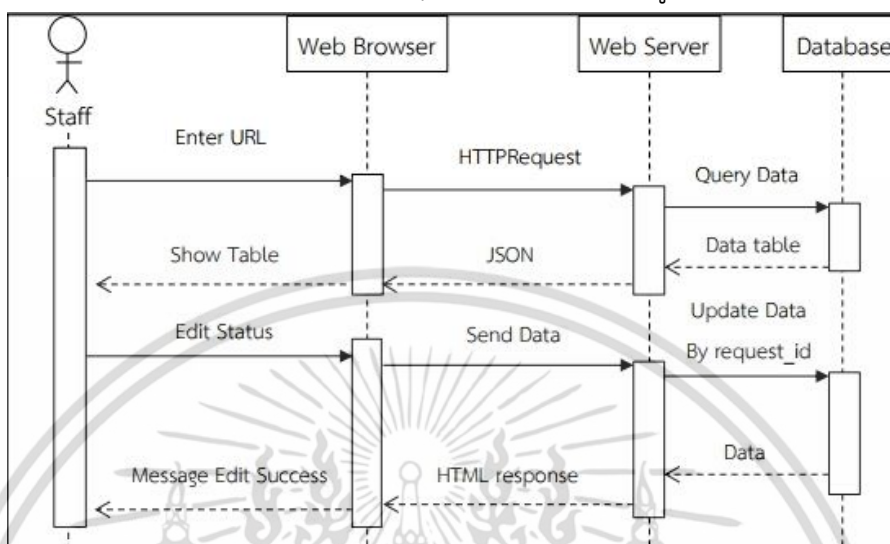 Web Browser
Web Server
Database
Staff
Enter URL
HTTPRequest
Query Data
Show Table
JSON
Data table
Edit Status
Send Data
Update Data
By request_id
Message Edit Success
HTML response
Data